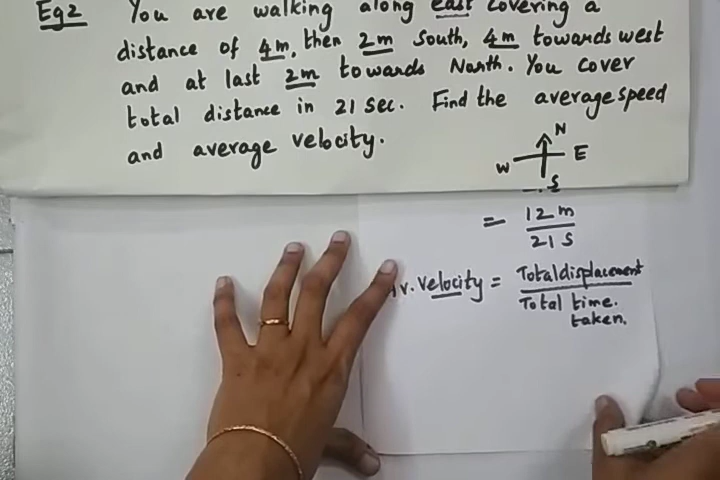 Eg2 You are walking along east covering a
distance of 4m, then 2m South, 4m towards west
and at last 2m towards North. You cover
total distance in 21 sec. Find the average speed
and average velocity.
N
W E
S
= 12m
21 S
velocity = Total displacement
Total time
taken.